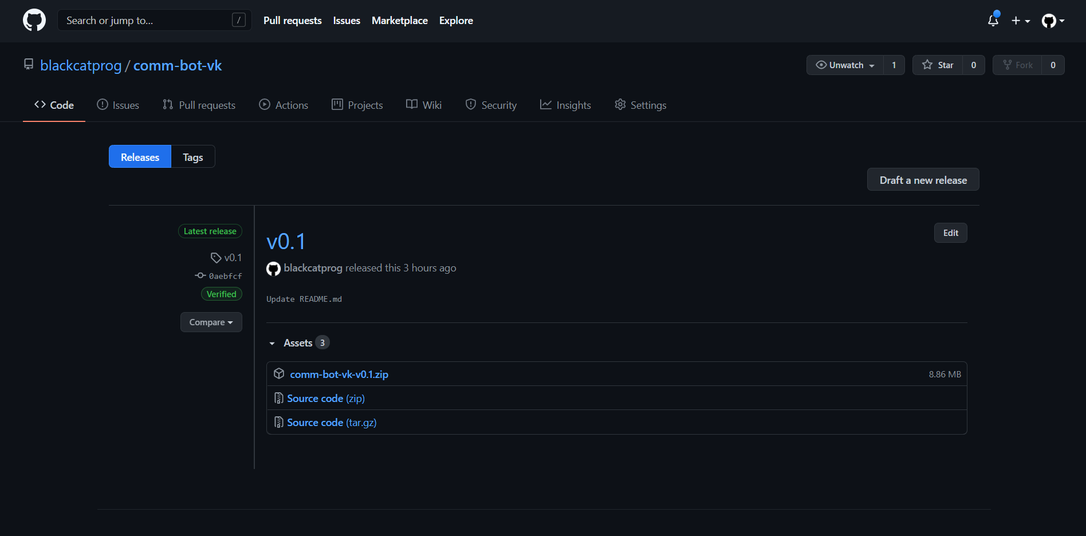 Search or jump to... / Pull requests Issues Marketplace Explore
blackcatprog / comm-bot-vk Unwatch 1 Star 0 Fork 0
Code Issues Pull requests Actions Projects Wiki Security Insights Settings
Releases Tags
Draft a new release
Latest release
v0.1
0aebfcf
Verified
Compare
v0.1 Edit
blackcatprog released this 3 hours ago
Update README.md
Assets 3
comm-bot-vk-v0.1.zip 8.86 MB
Source code (zip)
Source code (tar.gz)